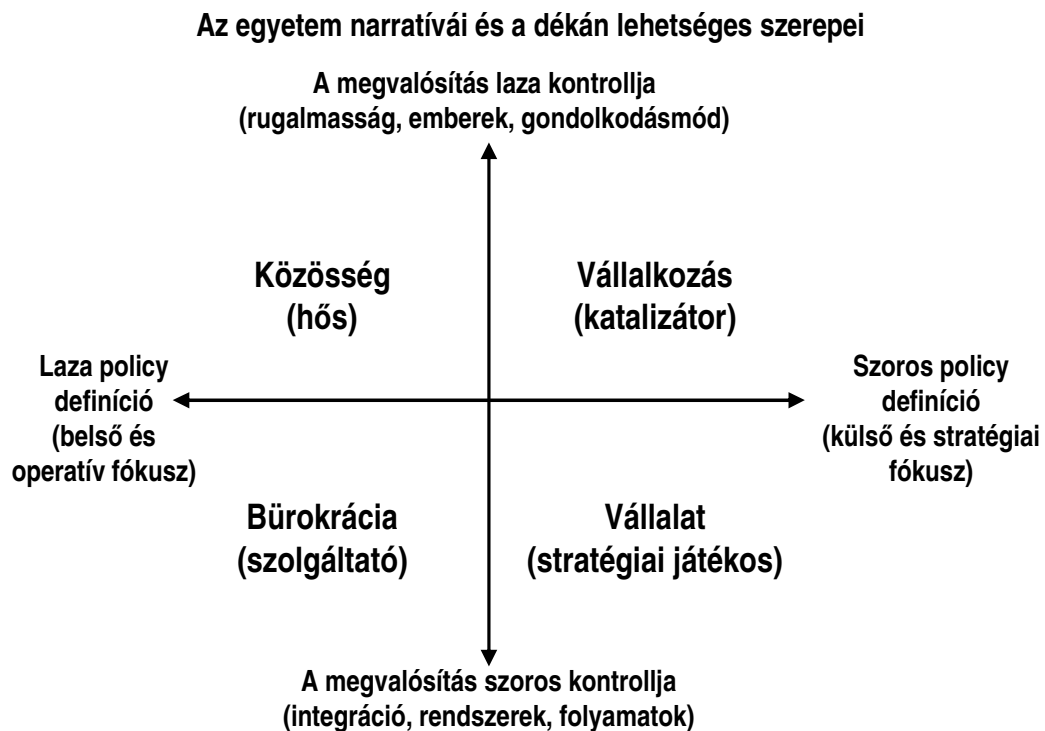 Az egyetem narratívái és a dékán lehetséges szerepei
A megvalósítás laza kontrollja
(rugalmasság, emberek, gondolkodásmód)
Közösség
(hős)
Vállalkozás
(katalizátor)
Laza policy
definíció
(belső és
operatív fókusz)
Szoros policy
definíció
(külső és stratégiai
fókusz)
Bürokrácia
(szolgáltató)
Vállalat
(stratégiai játékos)
A megvalósítás szoros kontrollja
(integráció, rendszerek, folyamatok)